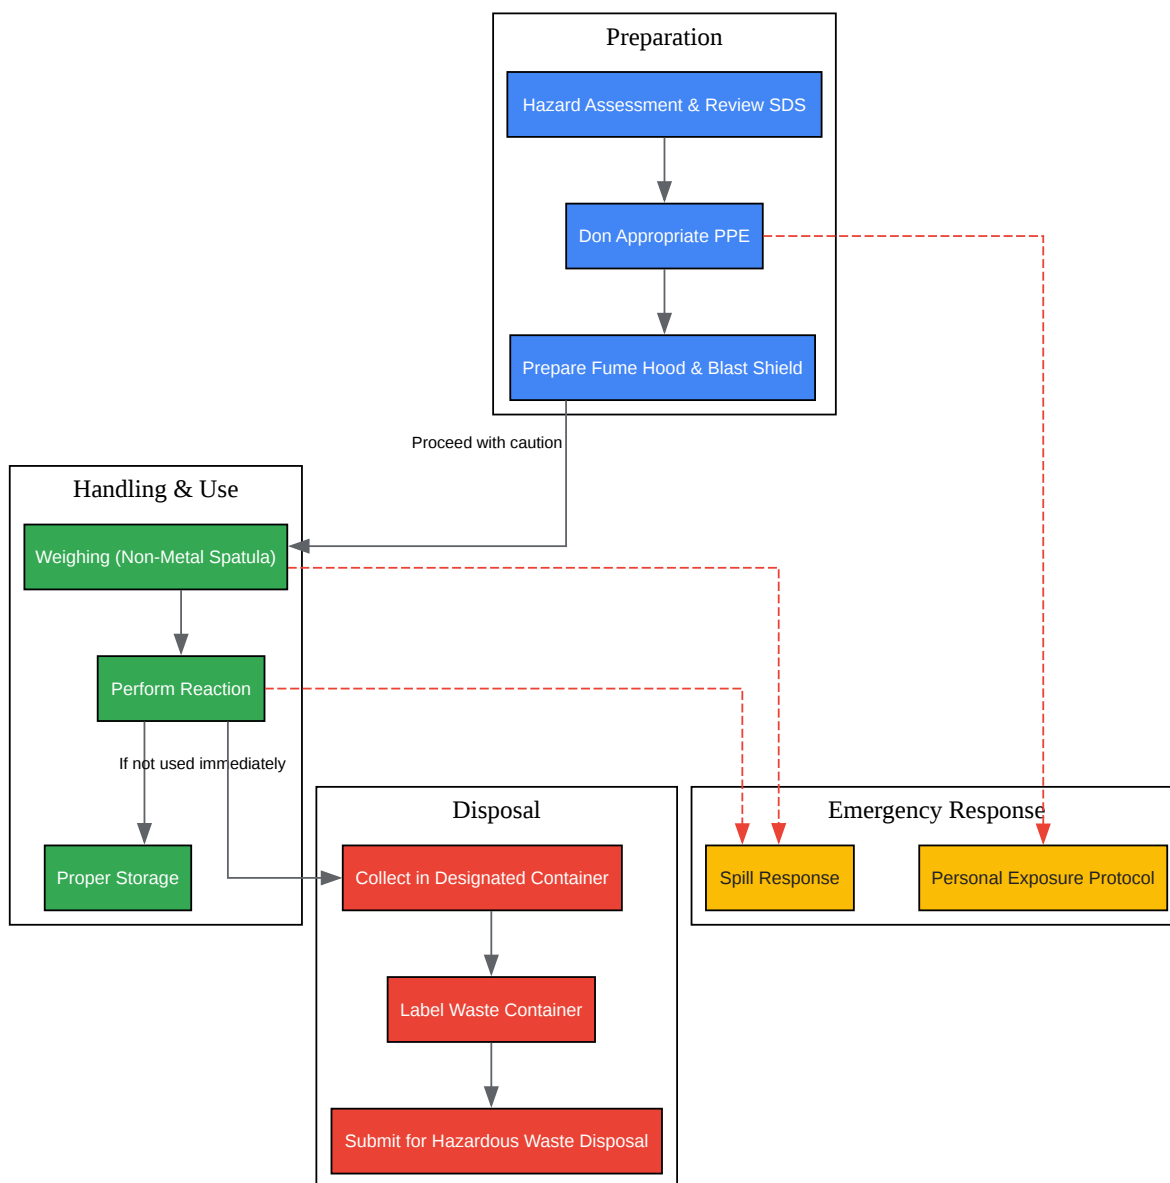 Preparation
Hazard Assessment & Review SDS
Don Appropriate PPE
Prepare Fume Hood & Blast Shield
Proceed with caution
Handling & Use
Weighing (Non-Metal Spatula)
Perform Reaction
If not used immediately
Proper Storage
Disposal
Collect in Designated Container
Label Waste Container
Submit for Hazardous Waste Disposal
Emergency Response
Spill Response
Personal Exposure Protocol